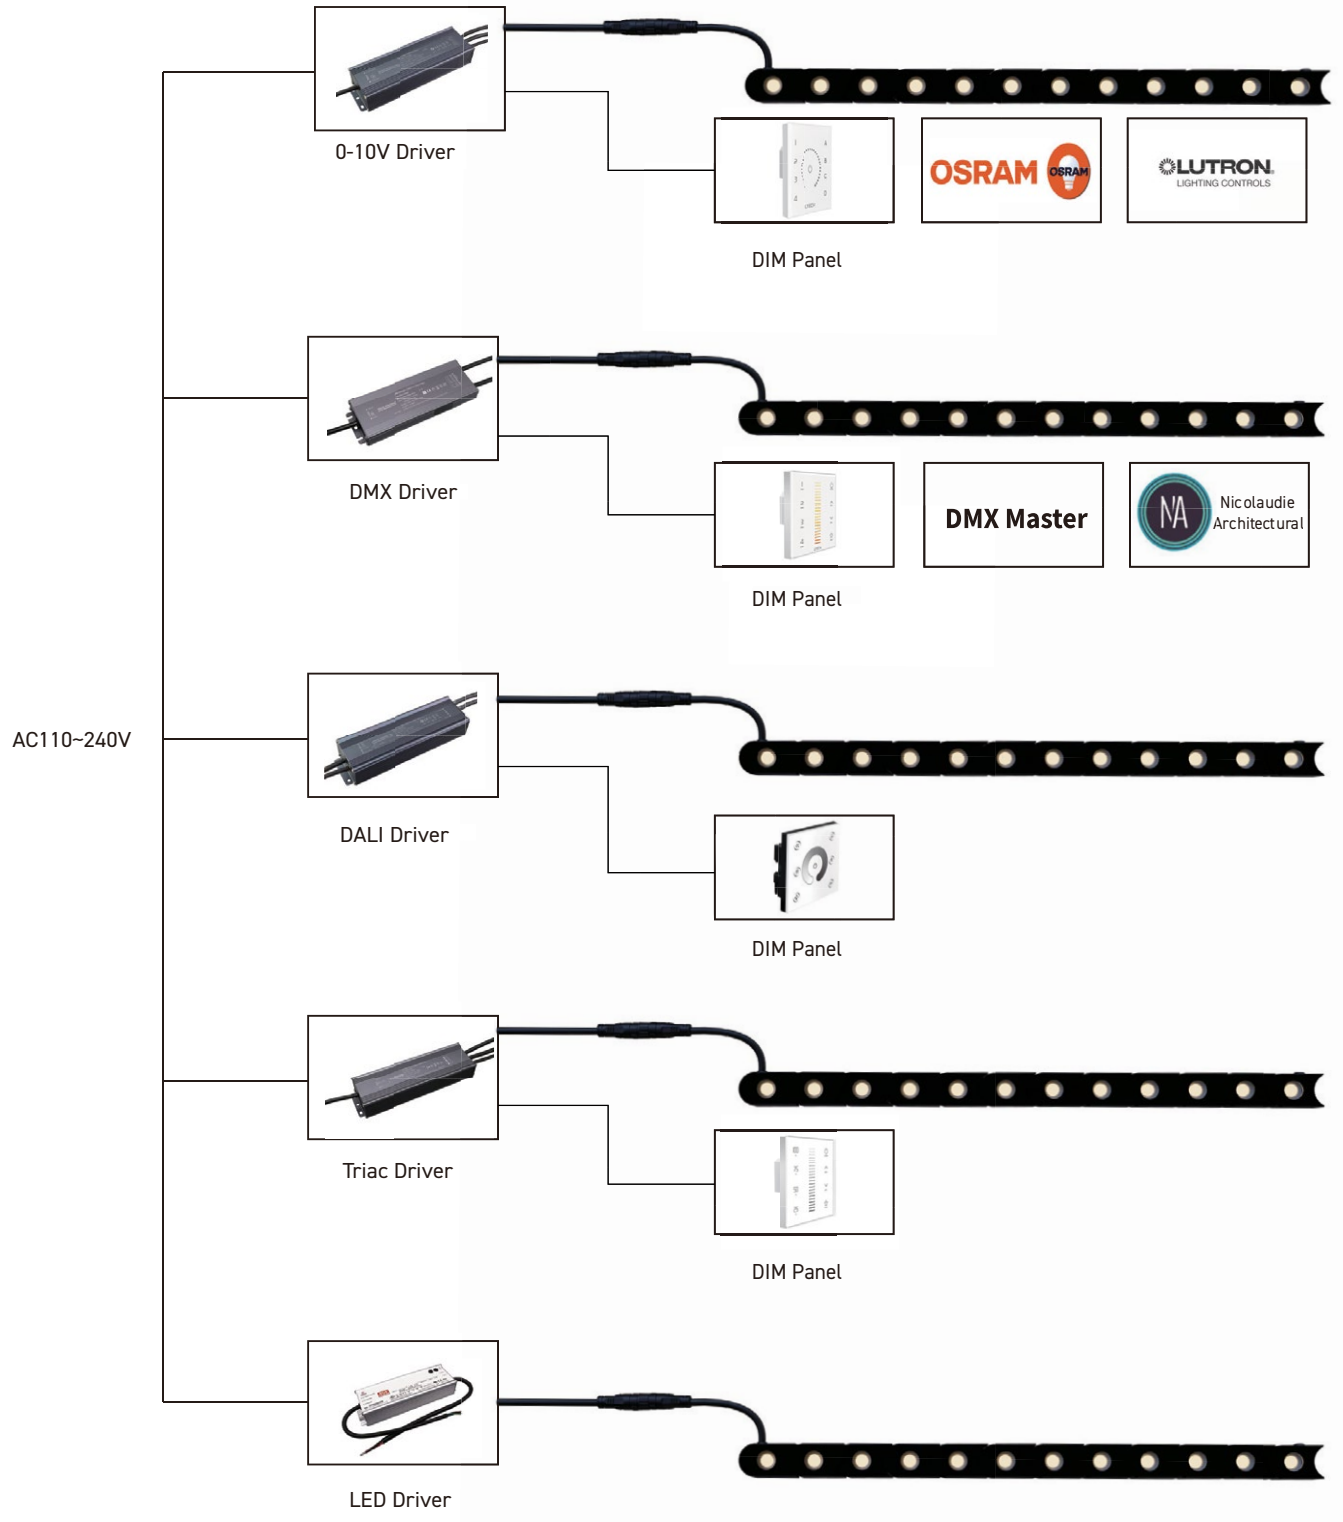 0-10V Driver
OSRAM
OSRAM
LUTRON
LIGHTING CONTROLS
DIM Panel
DMX Driver
DMX Master
Nicolaudie
Architectural
NA
DIM Panel
AC110~240V
DALI Driver
DIM Panel
Triac Driver
DIM Panel
LED Driver